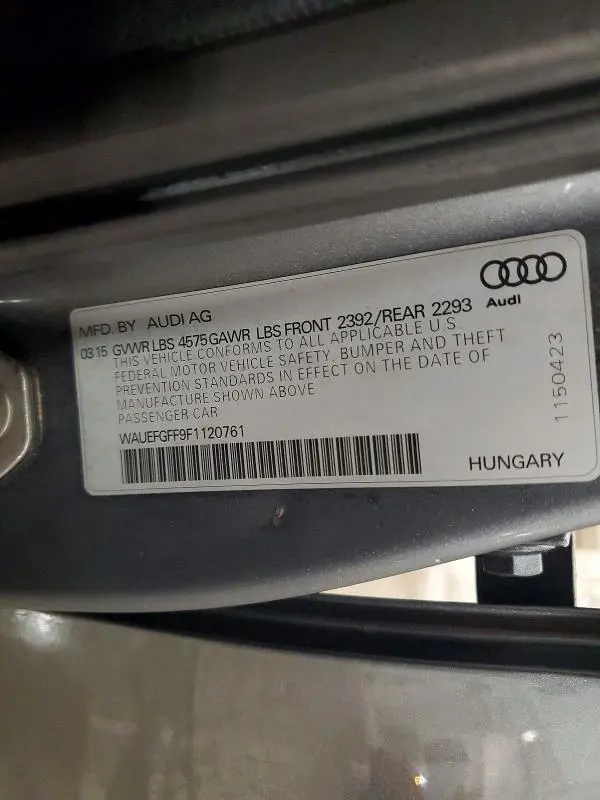 Audi
MFD. BY AUDI AG
03 15 GVWR LBS 4575 GAWR LBS FRONT 2392/REAR 2293
THIS VEHICLE CONFORMS TO ALL APPLICABLE U.S
FEDERAL MOTOR VEHICLE SAFETY, BUMPER AND THEFT
PREVENTION STANDARDS IN EFFECT ON THE DATE OF
MANUFACTURE SHOWN ABOVE
PASSENGER CAR
WAUEFGFF9F1120761
HUNGARY
1150423